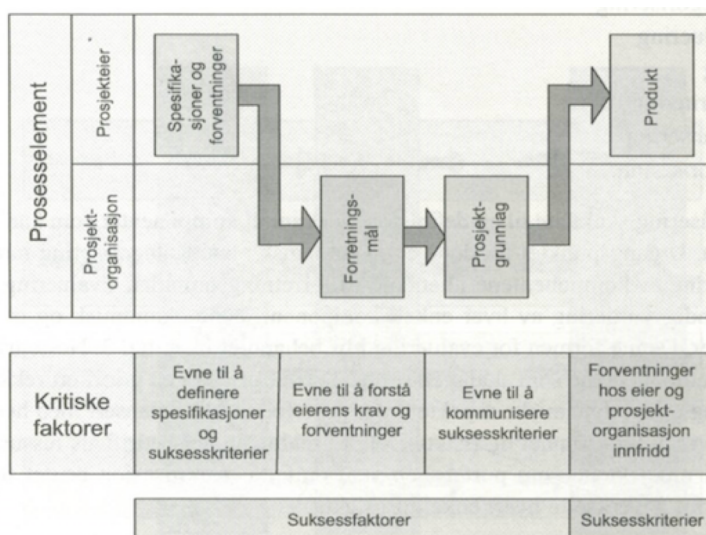 Prosesselement
Prosjekteier
Spesifika-
sjoner og
forventninger
Produkt
Prosjekt-
organisasjon
Forretnings-
mål
Prosjekt-
grunnlag
Kritiske
faktorer
Evne til å
definere
spesifikasjoner
og
suksesskriterier
Evne til å forstå
eierens krav og
forventninger
Evne til å
kommunisere
suksesskriterier
Forventninger
hos eier og
prosjekt-
organisasjon
innfridd
Suksessfaktorer
Suksesskriterier